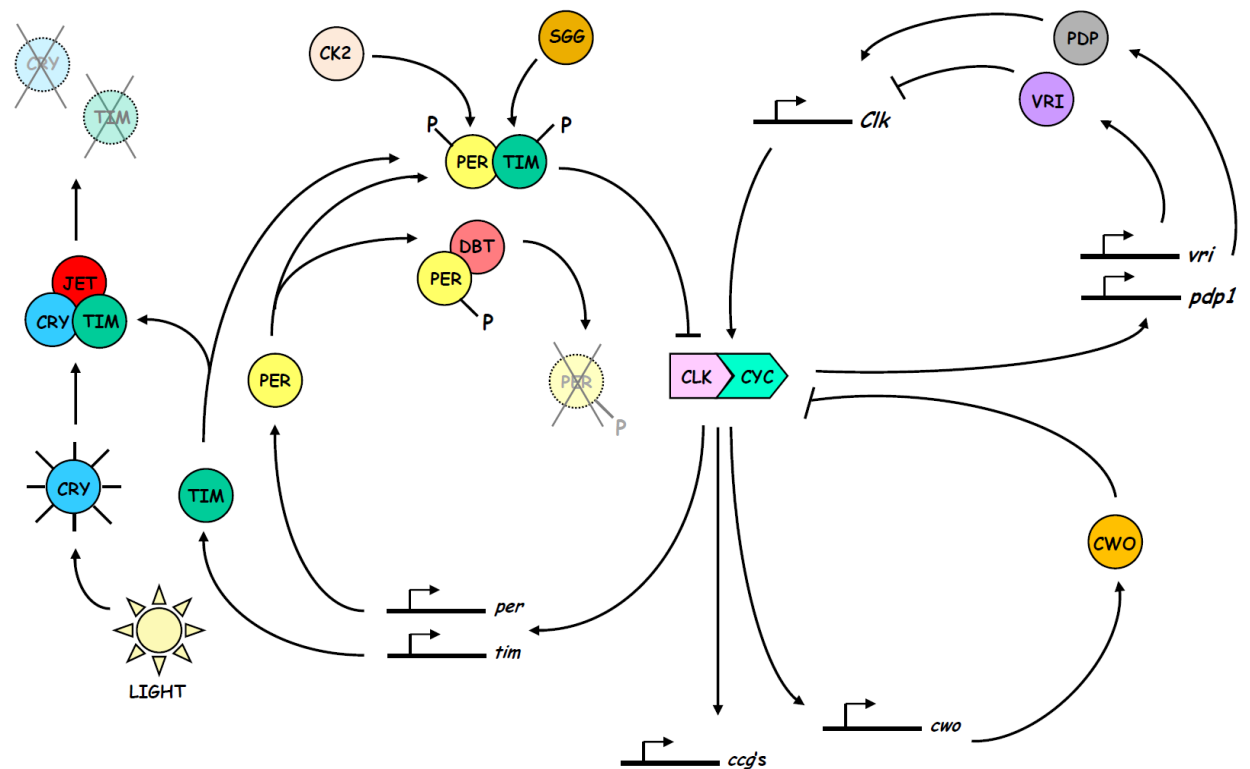 CRY
TIM
CK2
SGG
P
P
PER
TIM
DBT
PER
P
PER
P
Clk
PDP
VRI
vri
pdp1
JET
CRY
TIM
PER
CLK
CYC
CRY
TIM
CWO
LIGHT
per
tim
cwo
ccg's